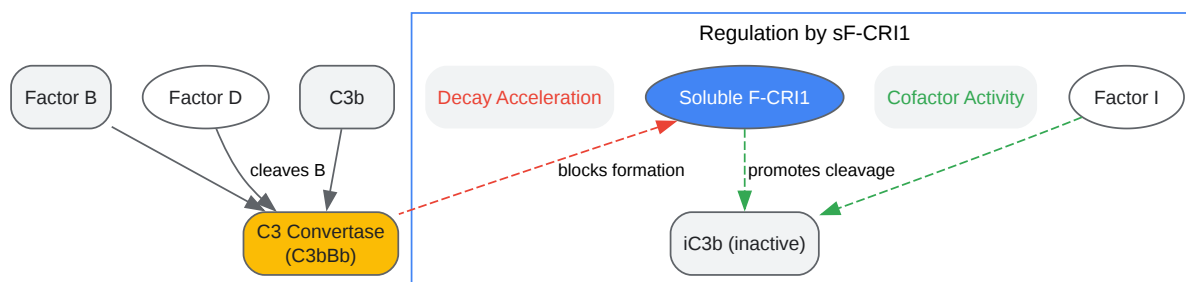 Regulation by sF-CRI1
Factor B
Factor D
C3b
Decay Acceleration
Soluble F-CRI1
Cofactor Activity
Factor I
cleaves B
blocks formation
promotes cleavage
C3 Convertase
(C3bBb)
iC3b (inactive)